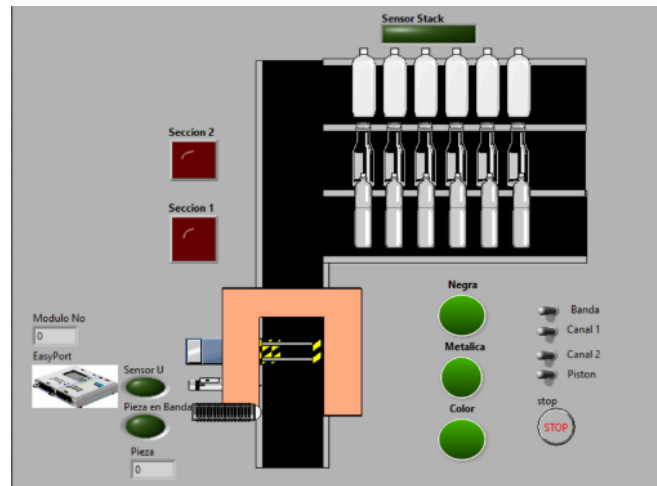 Sensor Stack
Seccion 2
Seccion 1
Negra
Modulo No
0
Banda
Canal 1
EasyPort
Metalica
Canal 2
Sensor U
Piston
Pieza en Banda
stop
Color
STOP
Pieza
0